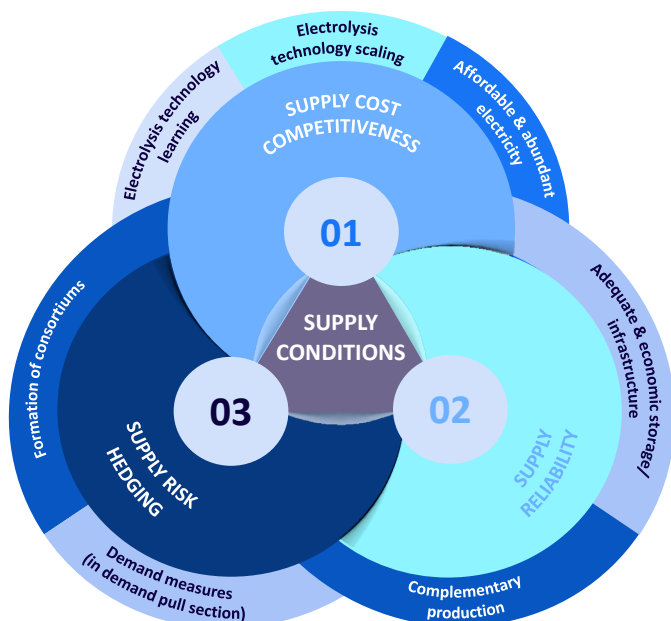 Electrolysis technology
learning
Electrolysis
technology scaling
Affordable & abundant
electricity
SUPPLY COST
COMPETITIVENESS
01
SUPPLY
CONDITIONS
Adequate & economic storage/
infrastructure
02
SUPPLY
RELIABILITY
Complementary
production
Formation of consortiums
03
SUPPLY RISK
HEDGING
Demand measures
(in demand pull section)